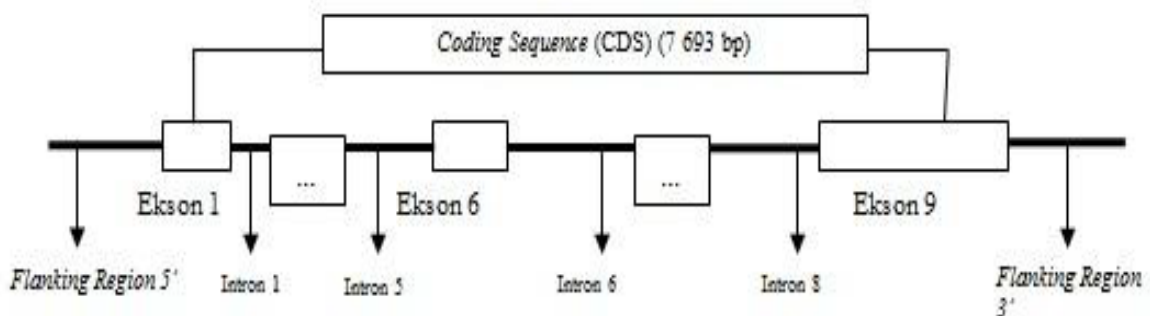 Coding Sequence (CDS) (7 693 bp)
...
...
Ekson 1
Ekson 6
Ekson 9
Flanking Region 5'
Intron 1
Intron 5
Intron 6
Intron 8
Flanking Region
3'